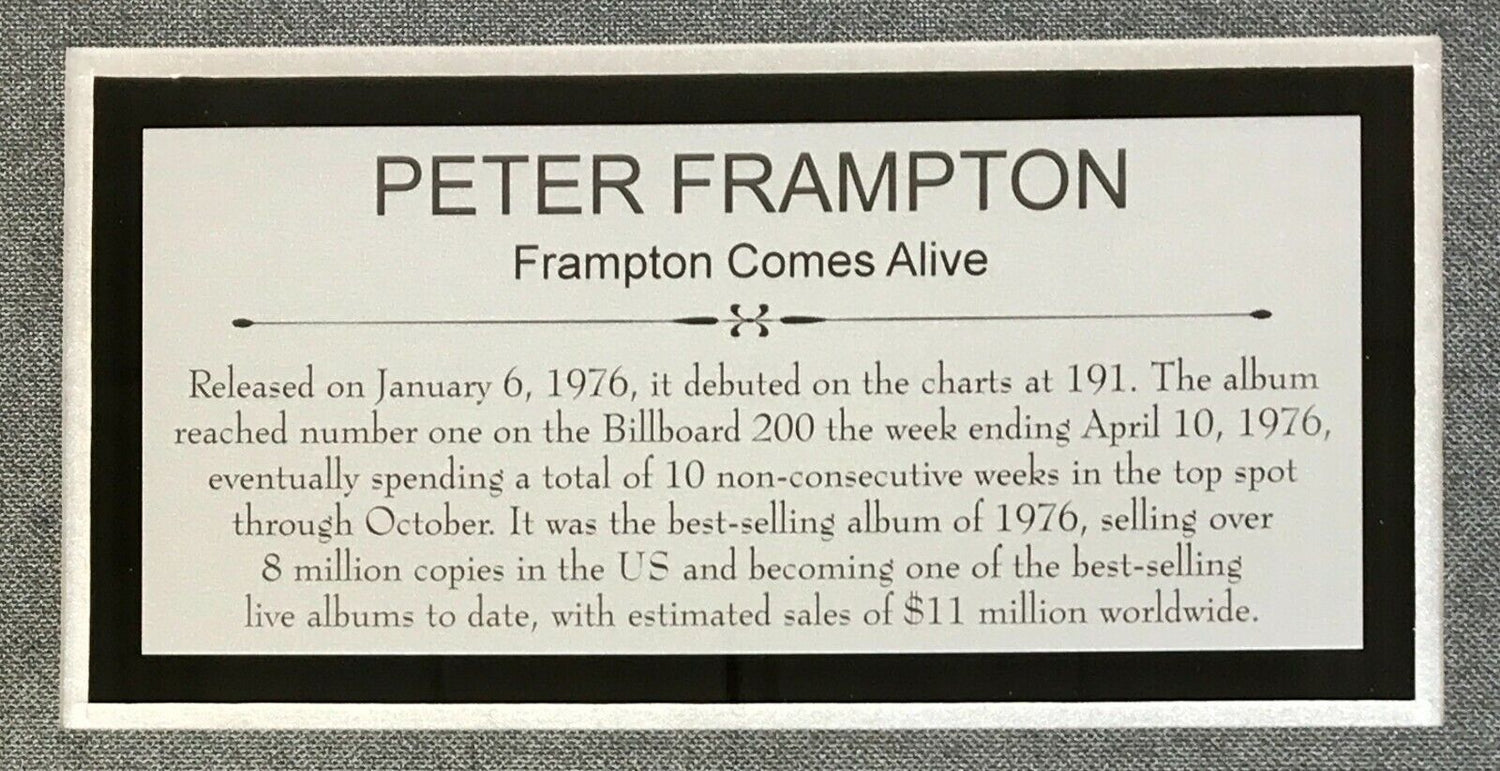 PETER FRAMPTON
Frampton Comes Alive
Released on January 6, 1976, it debuted on the charts at 191. The album
reached number one on the Billboard 200 the week ending April 10, 1976,
eventually spending a total of 10 non-consecutive weeks in the top spot
through October. It was the best-selling album of 1976, selling over
8 million copies in the US and becoming one of the best-selling
live albums to date, with estimated sales of $11 million worldwide.